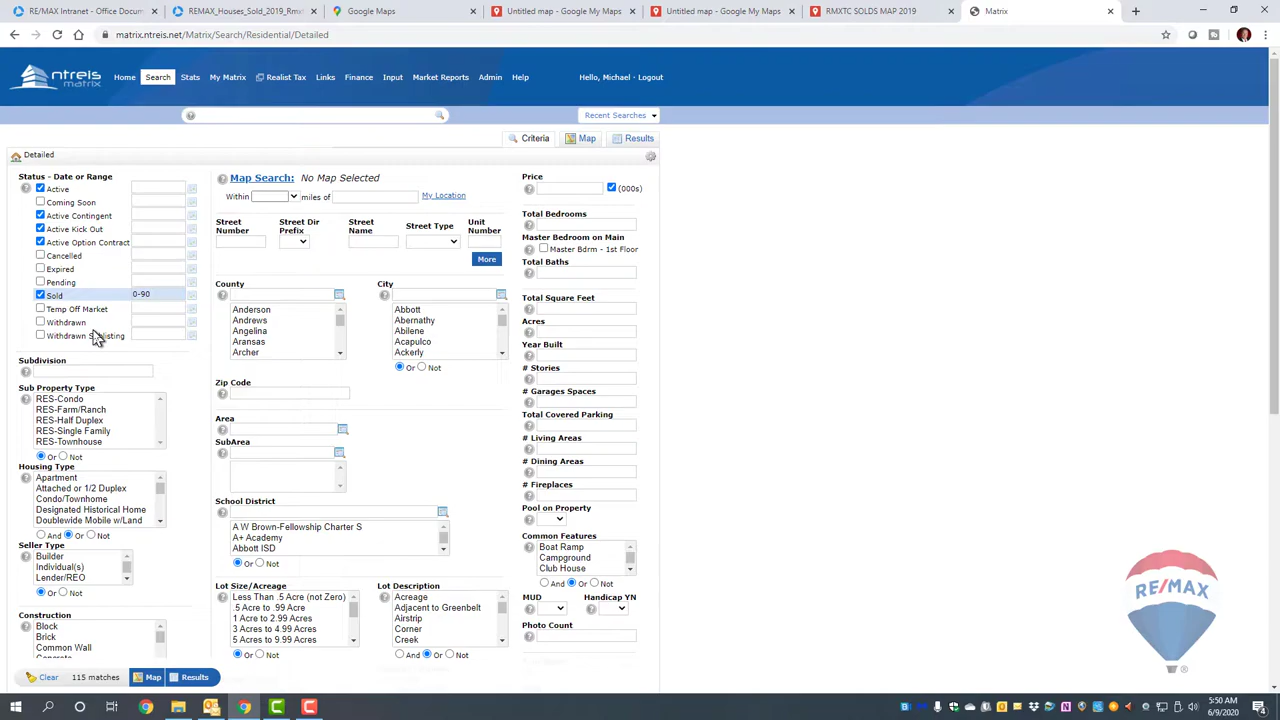 RE/MAX Intranet - Office Docum
REMAX_Houses_Sold_2019_Rmx
Google Maps
Untitled map - Google My Maps
Untitled map - Google My Maps
RMXTC SOLDS MAP 2019
Matrix
matrix.ntreis.net/Matrix/Search/Residential/Detailed
ntreis
matrix
Home
Search
Stats
My Matrix
Realist Tax
Links
Finance
Input
Market Reports
Admin
Help
Hello, Michael - Logout
Recent Searches
Criteria
Map
Results
Detailed
Status - Date or Range
Active
Coming Soon
Active Contingent
Active Kick Out
Active Option Contract
Cancelled
Expired
Pending
Sold 0-90
Temp Off Market
Withdrawn
Subdivision
Sub Property Type
RES-Condo
RES-Farm/Ranch
RES-Half Duplex
RES-Single Family
RES-Townhouse
Or Not
Housing Type
Apartment
Attached or 1/2 Duplex
Condo/Townhome
Designated Historical Home
Doublewide Mobile w/Land
And Or Not
Seller Type
Builder
Individual(s)
Lender/REO
Or Not
Construction
Block
Brick
Common Wall
Map Search: No Map Selected
Within miles of My Location
Street Number
Street Dir Prefix
Street Name
Street Type
Unit Number
More
County
Anderson
Andrews
Angelina
Aransas
Archer
City
Abbott
Abernathy
Abilene
Acapulco
Ackerly
Or Not
Zip Code
Area
SubArea
School District
A W Brown-Fellowship Charter S
A+ Academy
Abbott ISD
Or Not
Lot Size/Acreage
Less Than .5 Acre (not Zero)
.5 Acre to .99 Acre
1 Acre to 2.99 Acres
3 Acres to 4.99 Acres
5 Acres to 9.99 Acres
Or Not
Lot Description
Acreage
Adjacent to Greenbelt
Airstrip
Corner
Creek
And Or Not
Price
(000s)
Total Bedrooms
Master Bedroom on Main
Master Bdrm - 1st Floor
Total Baths
Total Square Feet
Acres
Year Built
# Stories
# Garages Spaces
Total Covered Parking
# Living Areas
# Dining Areas
# Fireplaces
Pool on Property
Common Features
Boat Ramp
Campground
Club House
And Or Not
MUD
Handicap YN
Photo Count
Clear
115 matches
Map
Results
RE/MAX
5:50 AM
6/9/2020